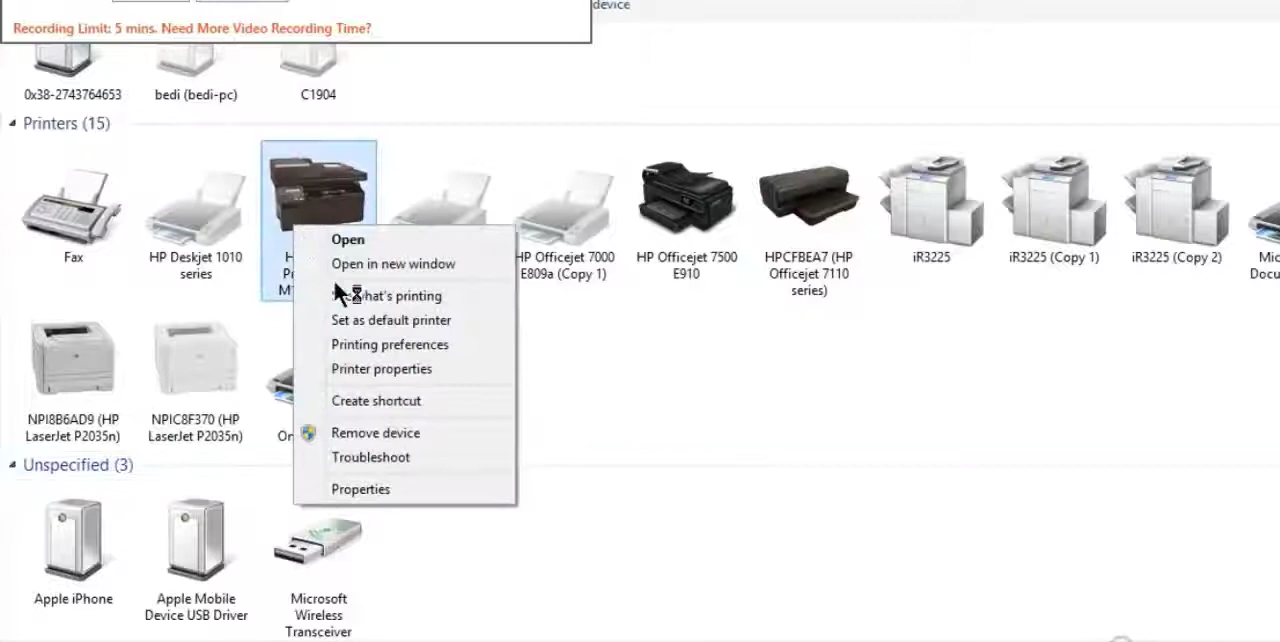 device
Recording Limit: 5 mins. Need More Video Recording Time?
0x38-2743764653
bedi (bedi-pc)
C1904
Printers (15)
Fax
HP Deskjet 1010
series
HP Officejet 7000
E809a (Copy 1)
HP Officejet 7500
E910
HPCFBEA7 (HP
Officejet 7110
series)
iR3225
iR3225 (Copy 1)
iR3225 (Copy 2)
Open
Open in new window
what's printing
Set as default printer
Printing preferences
Printer properties
Create shortcut
Remove device
Troubleshoot
Properties
NPI8B6AD9 (HP
LaserJet P2035n)
NPIC8F370 (HP
LaserJet P2035n)
Unspecified (3)
Apple iPhone
Apple Mobile
Device USB Driver
Microsoft
Wireless
Transceiver